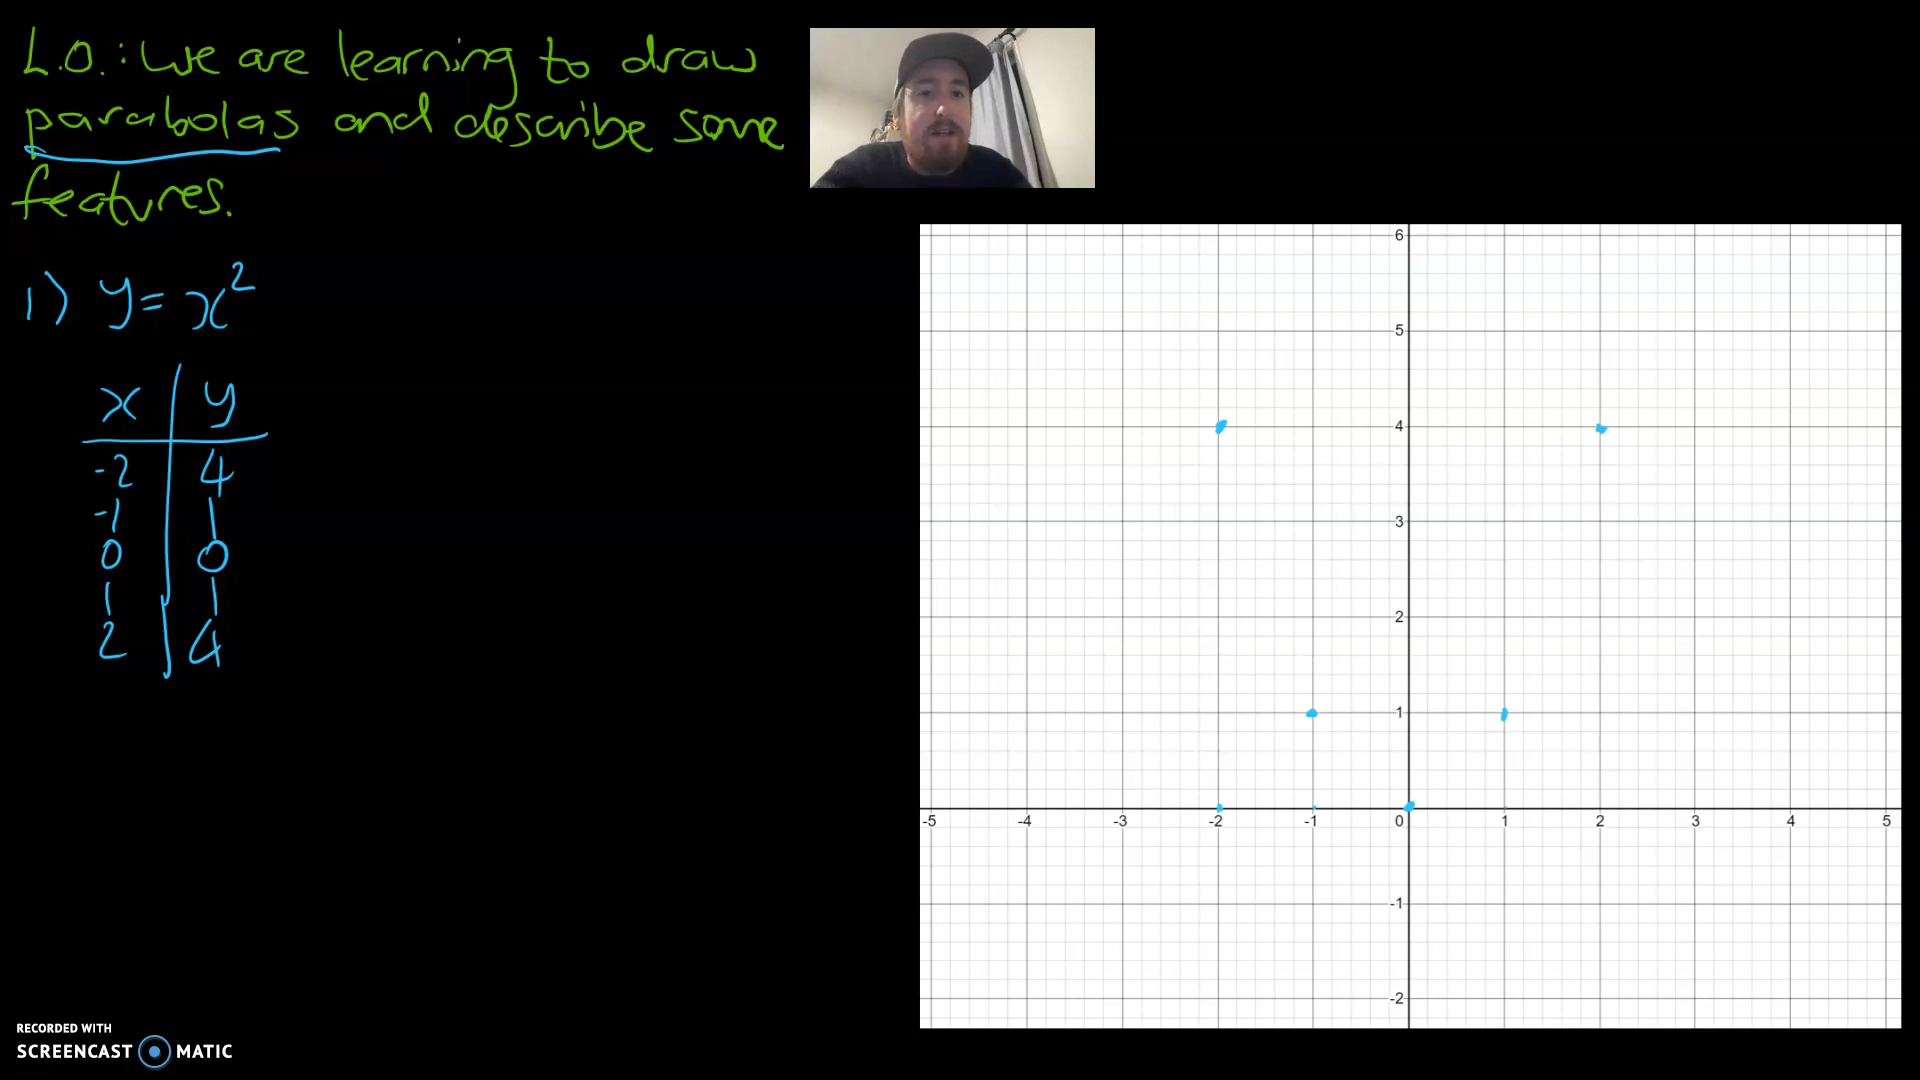 L.O.: We are learning to draw
parabolas and describe some
features.
1) y = x²
x y
-2 4
-1 1
0 0
1 1
2 4
6
5
4
3
2
1
-5 -4 -3 -2 -1 0 1 2 3 4 5
-1
-2
RECORDED WITH
SCREENCAST MATIC